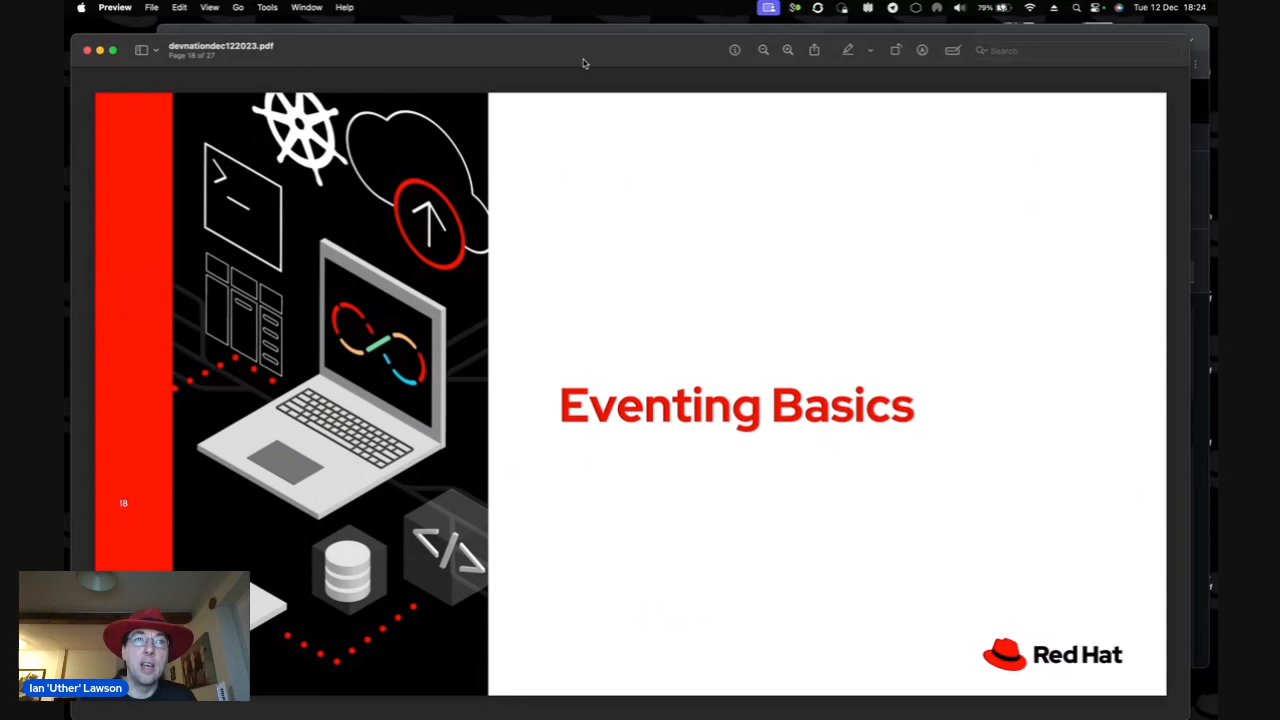 Preview File Edit View Go Tools Window Help
79%
Tue 12 Dec 18:24
devnationdec122023.pdf
Page 18 of 27
Search
Eventing Basics
18
Red Hat
Ian 'Uther' Lawson